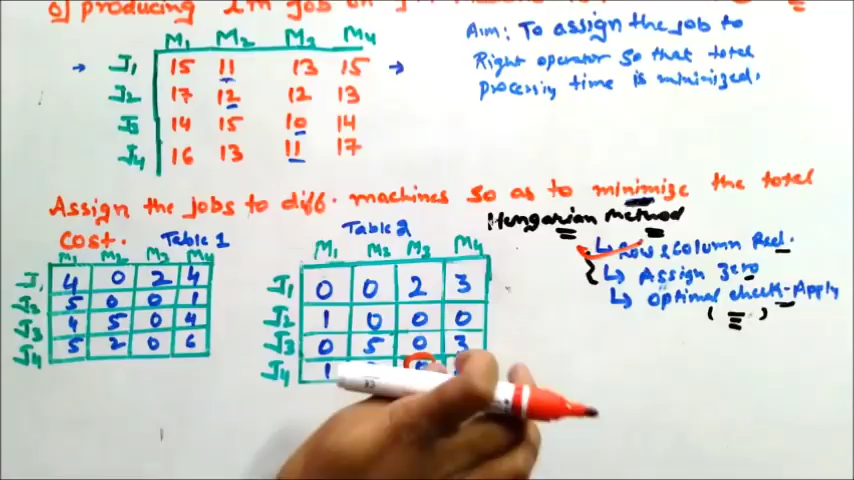 of producing
M1 M2 M3 M4
J1 15 11 13 15
J2 17 12 12 13
J3 14 15 10 14
J4 16 13 11 17
Aim: To assign the job to
Right operator so that total
processing time is minimized.
Assign the jobs to diff. machines so as to minimize the total
cost.
Table 1
M1 M2 M3 M4
J1 4 0 2 4
J2 5 0 0 1
J3 4 5 0 4
J4 5 2 0 6
Table 2
M1 M2 M3 M4
J1 0 0 2 3
J2 1 0 0 0
J3 0 5 0 3
J4 1
Hungarian Method
↳ Row & Column Red.
↳ Assign zero
↳ optimal check-Apply
( = )